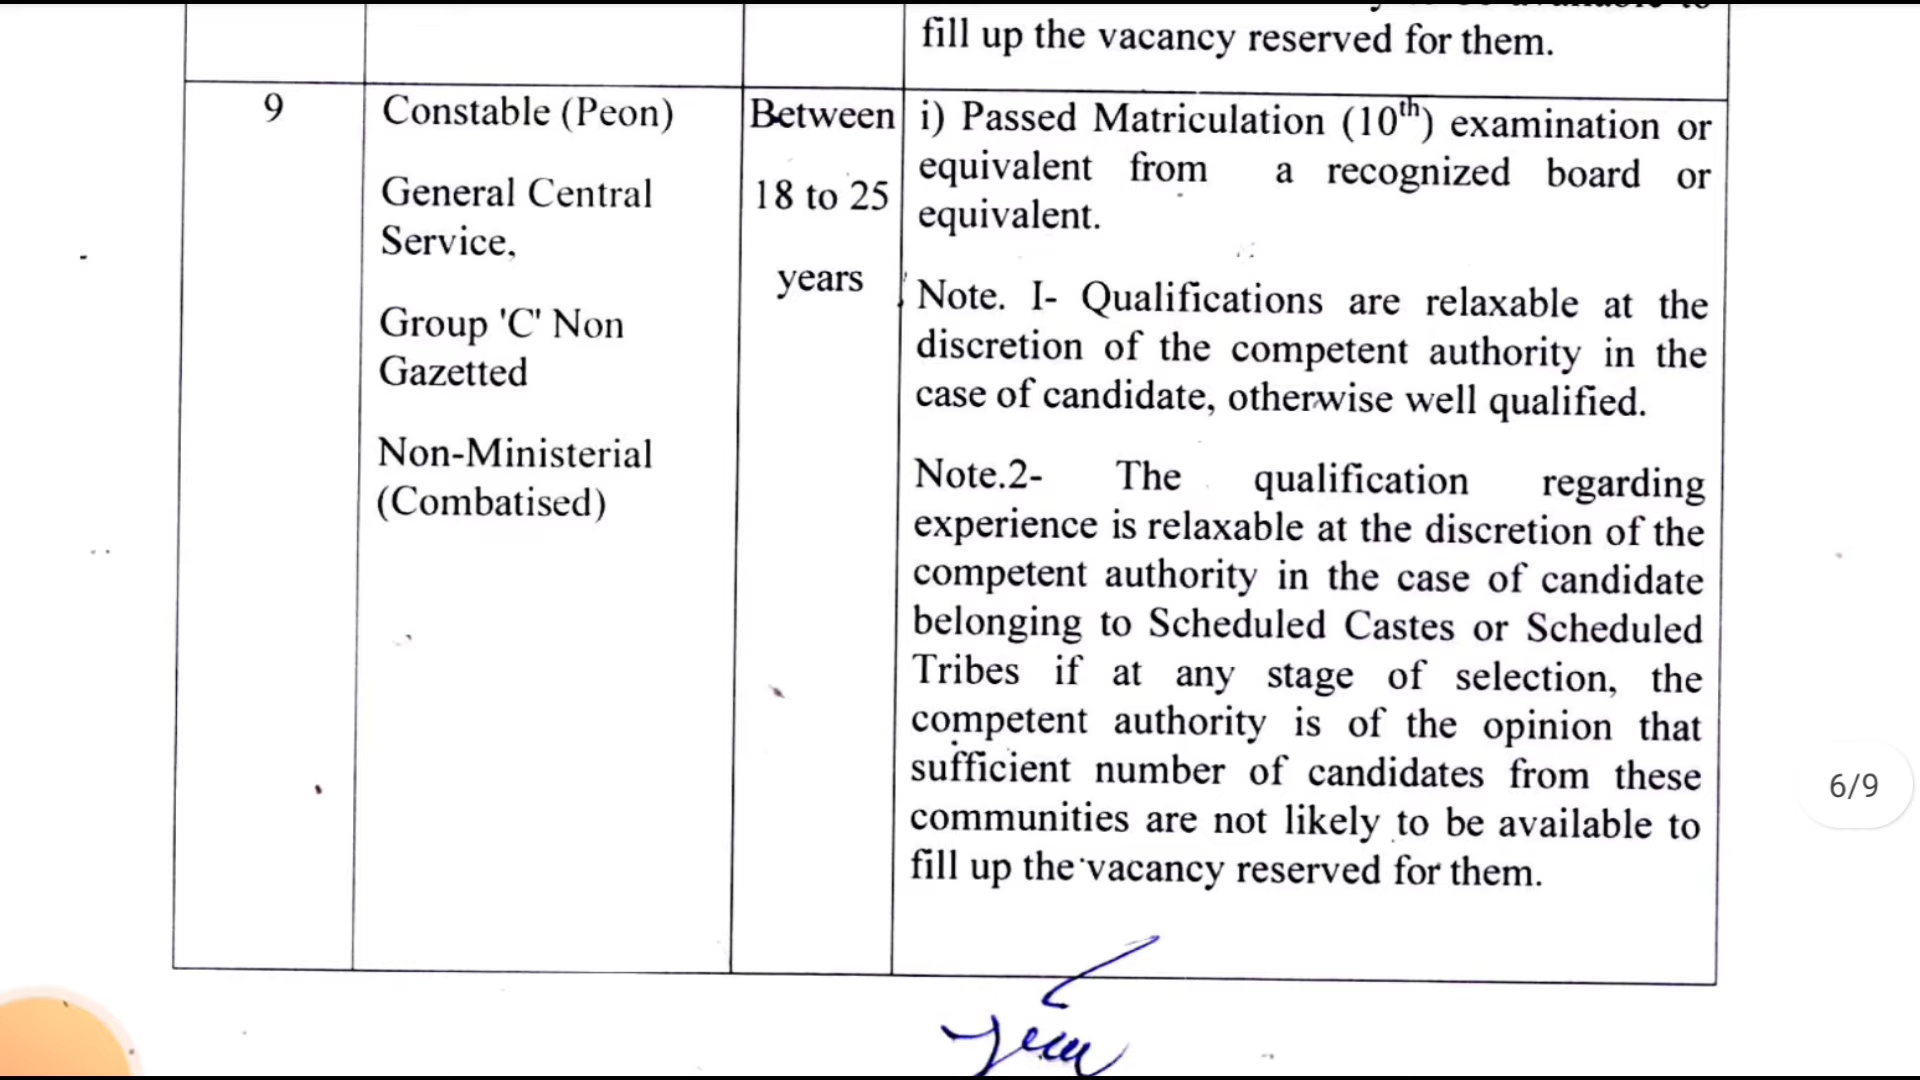 fill up the vacancy reserved for them.
9
Constable (Peon)
General Central
Service,
Group 'C' Non
Gazetted
Non-Ministerial
(Combatised)
Between
18 to 25
years
i) Passed Matriculation (10th) examination or
equivalent from a recognized board or
equivalent.
Note. I- Qualifications are relaxable at the
discretion of the competent authority in the
case of candidate, otherwise well qualified.
Note.2- The qualification regarding
experience is relaxable at the discretion of the
competent authority in the case of candidate
belonging to Scheduled Castes or Scheduled
Tribes if at any stage of selection, the
competent authority is of the opinion that
sufficient number of candidates from these
communities are not likely to be available to
fill up the vacancy reserved for them.
6/9